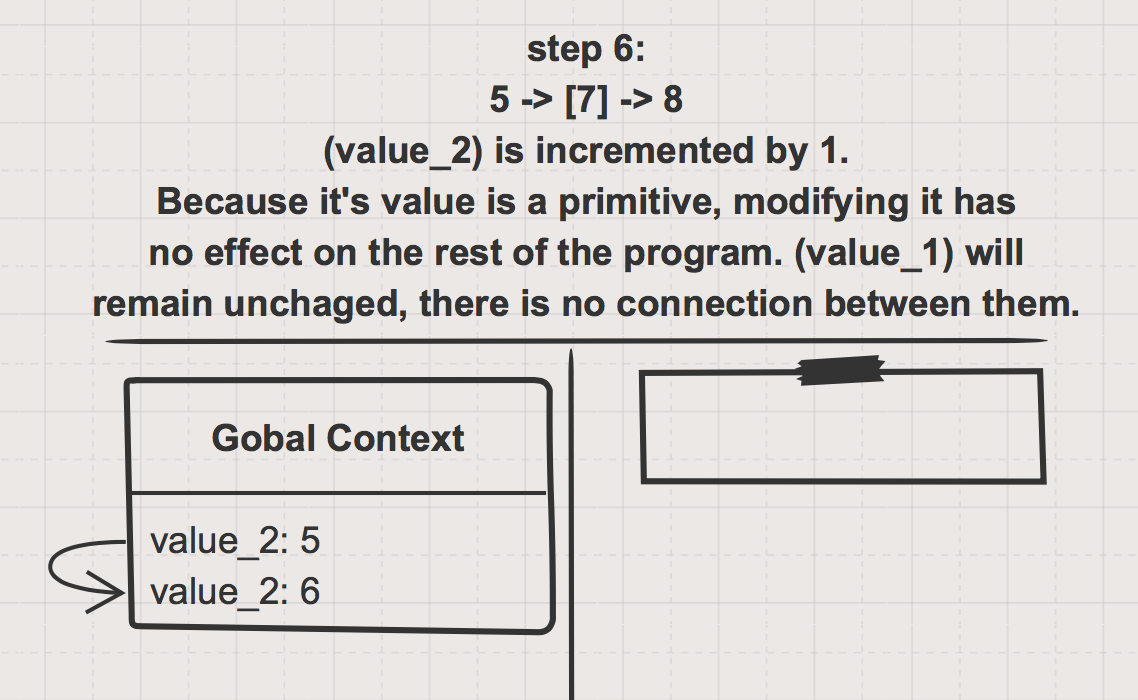 step 6:
5 -> [7] -> 8
(value_2) is incremented by 1.
Because it's value is a primitive, modifying it has
no effect on the rest of the program. (value_1) will
remain unchaged, there is no connection between them.
Gobal Context
value_2: 5
value_2: 6